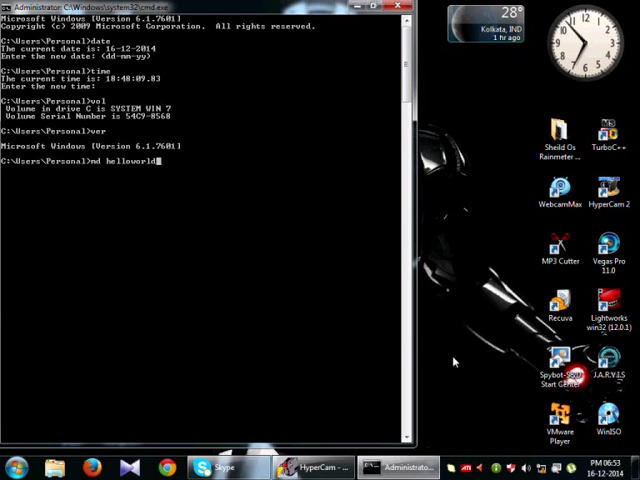 Administrator: C:\Windows\system32\cmd.exe
Microsoft Windows [Version 6.1.7601]
Copyright (c) 2009 Microsoft Corporation. All rights reserved.
C:\Users\Personal>date
The current date is: 16-12-2014
Enter the new date: (dd-mm-yy)
C:\Users\Personal>time
The current time is: 18:48:09.83
Enter the new time:
C:\Users\Personal>vol
Volume in drive C is SYSTEM WIN 7
Volume Serial Number is 54C9-8568
C:\Users\Personal>ver
Microsoft Windows [Version 6.1.7601]
C:\Users\Personal>md helloworld
28°
Kolkata, IND
1 hr ago
Sheild Os Rainmeter ...
TurboC++
WebcamMax
HyperCam 2
MP3 Cutter
Vegas Pro 11.0
Recuva
Lightworks win32 (12.0.1)
Start Center
J.A.R.V.I.S
VMware Player
WinISO
Skype
HyperCam - ...
Administrato...
PM 06:53
16-12-2014